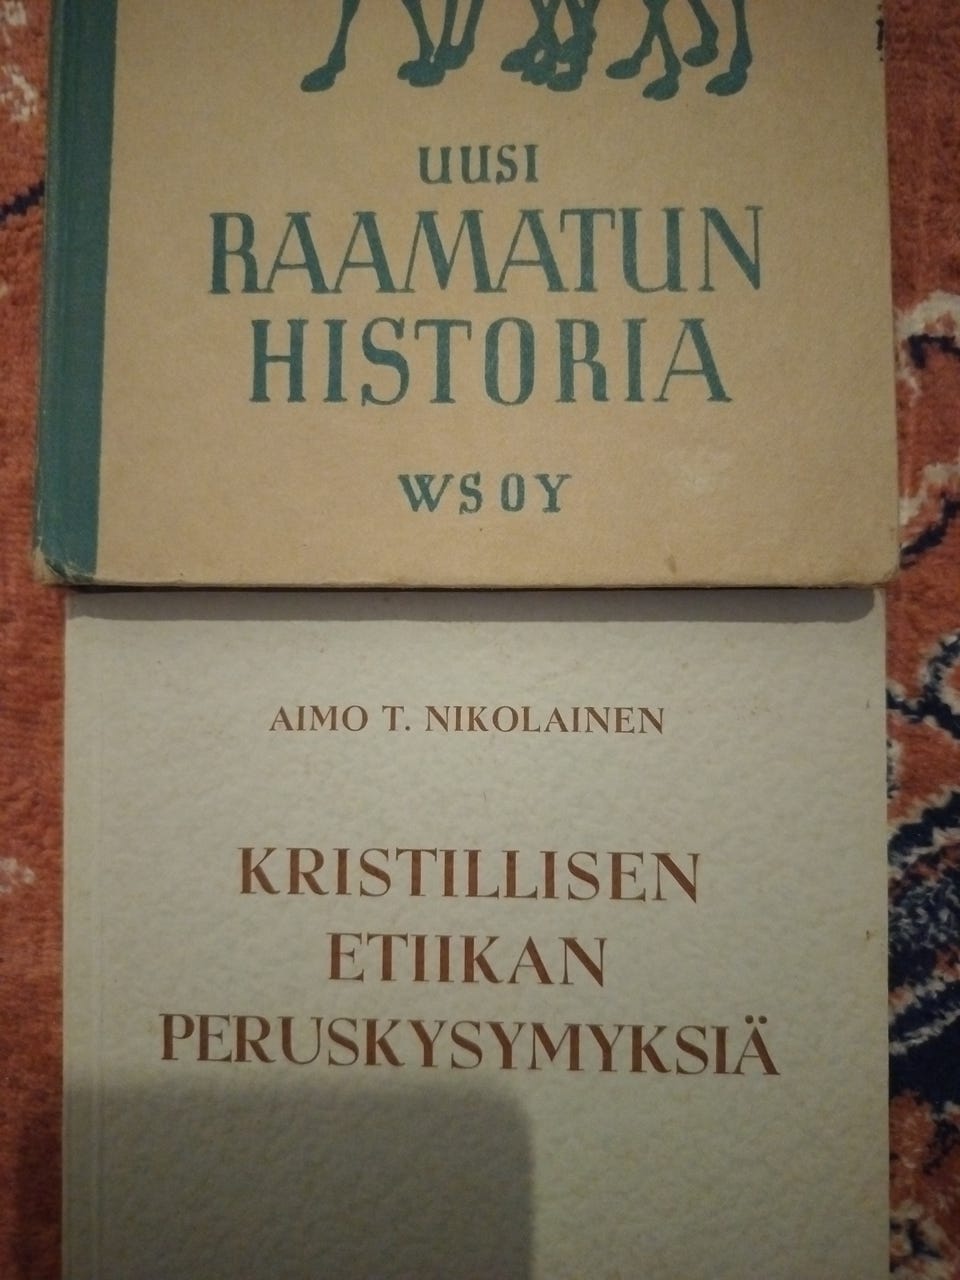 UUSI
RAAMATUN
HISTORIA
WSOY
AIMO T. NIKOLAINEN
KRISTILLISEN
ETIIKAN
PERUSKYSYMYKSIÄ